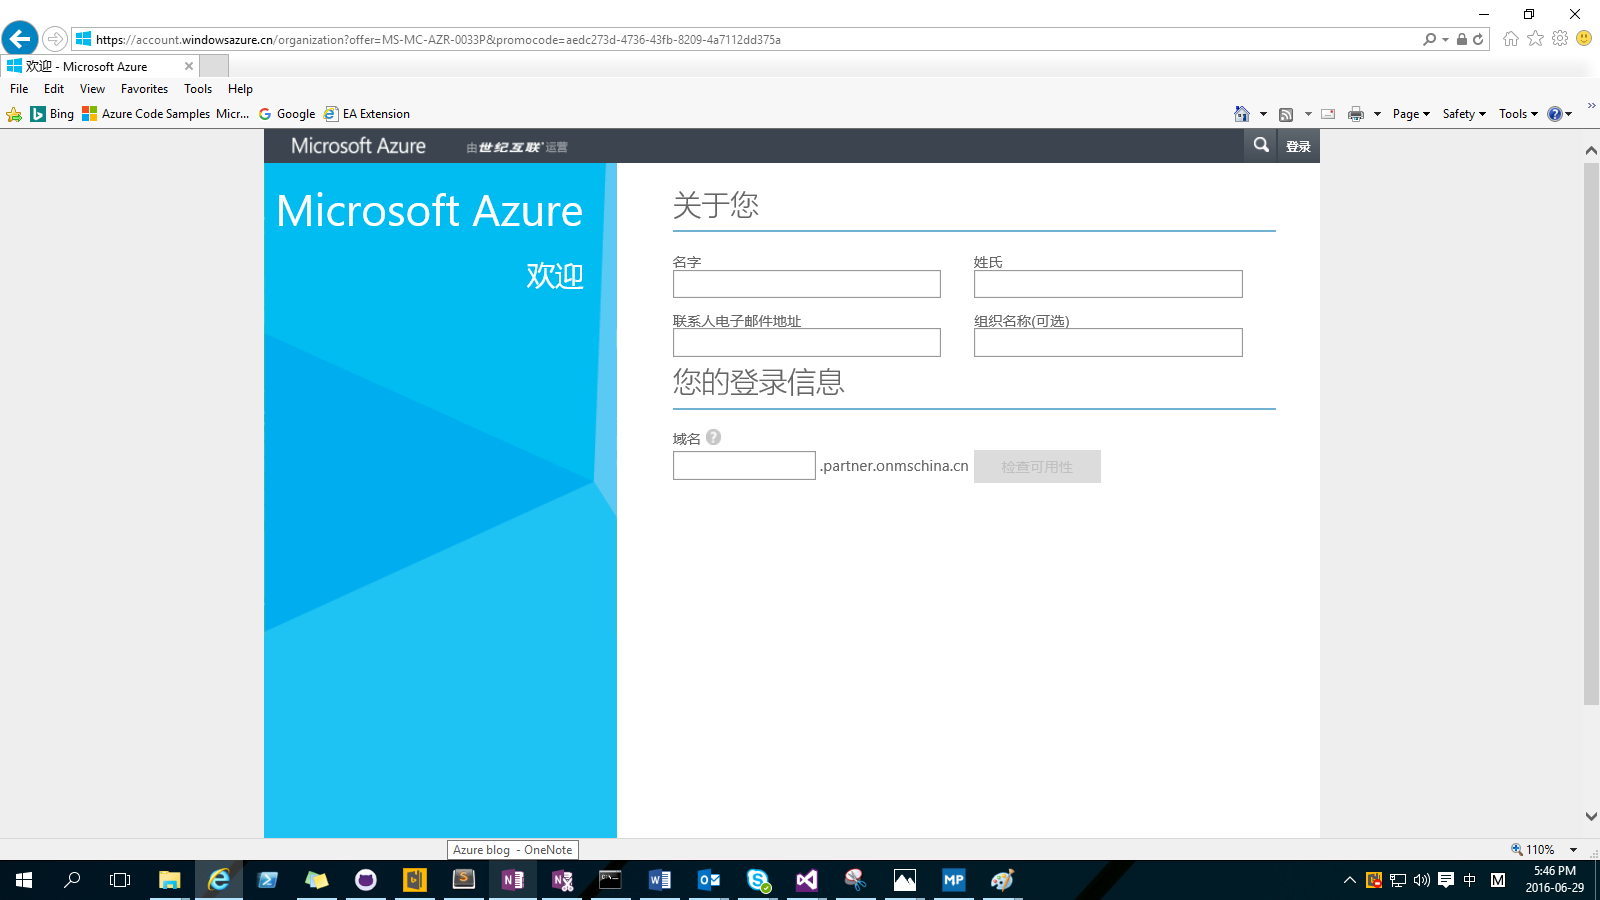 https://account.windowsazure.cn/organization?offer=MS-MC-AZR-0033P&promocode=aedc273d-4736-43fb-8209-4a7112dd375a
欢迎 - Microsoft Azure
File Edit View Favorites Tools Help
Bing Azure Code Samples Micr... Google EA Extension Page Safety Tools
Microsoft Azure 由世纪互联运营 登录
Microsoft Azure
欢迎
关于您
名字 姓氏
联系人电子邮件地址 组织名称(可选)
您的登录信息
域名 ?
.partner.onmschina.cn 检查可用性
Azure blog - OneNote
110%
中 M
5:46 PM
2016-06-29
MP